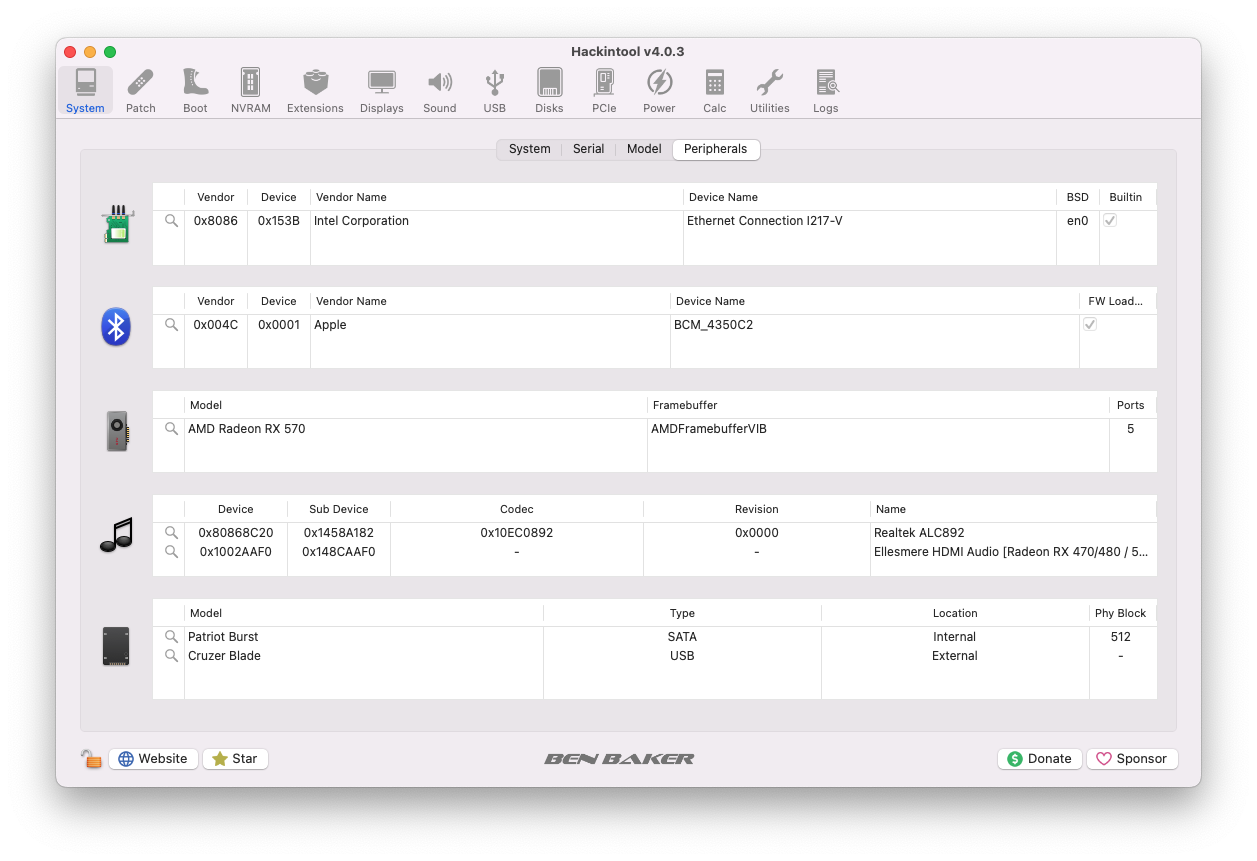 Hackintool v4.0.3
System Patch Boot NVRAM Extensions Displays Sound USB Disks PCIe Power Calc Utilities Logs
System Serial Model Peripherals
Vendor Device Vendor Name Device Name BSD Builtin
0x8086 0x153B Intel Corporation Ethernet Connection I217-V en0
Vendor Device Vendor Name Device Name FW Load...
0x004C 0x0001 Apple BCM_4350C2
Model Framebuffer Ports
AMD Radeon RX 570 AMDFramebufferVIB 5
Device Sub Device Codec Revision Name
0x80868C20 0x1458A182 0x10EC0892 0x0000 Realtek ALC892
0x1002AAF0 0x148CAAF0 - - Ellesmere HDMI Audio [Radeon RX 470/480 / 5...
Model Type Location Phy Block
Patriot Burst SATA Internal 512
Cruzer Blade USB External -
Website Star BEN BAKER Donate Sponsor